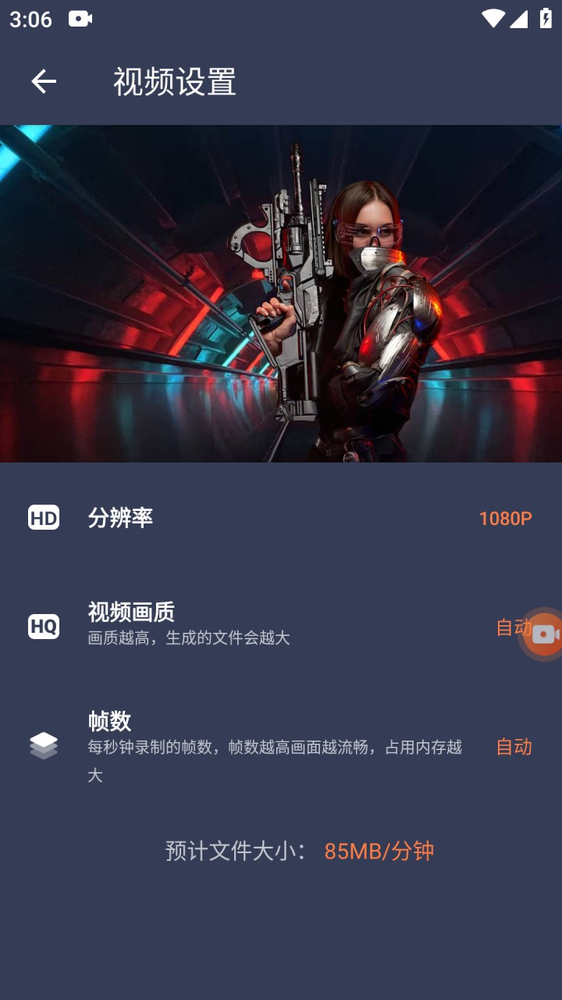 3:06
视频设置
HD 分辨率 1080P
HQ 视频画质
画质越高，生成的文件会越大
自动
帧数
每秒钟录制的帧数，帧数越高画面越流畅，占用内存越
大
自动
预计文件大小： 85MB/分钟